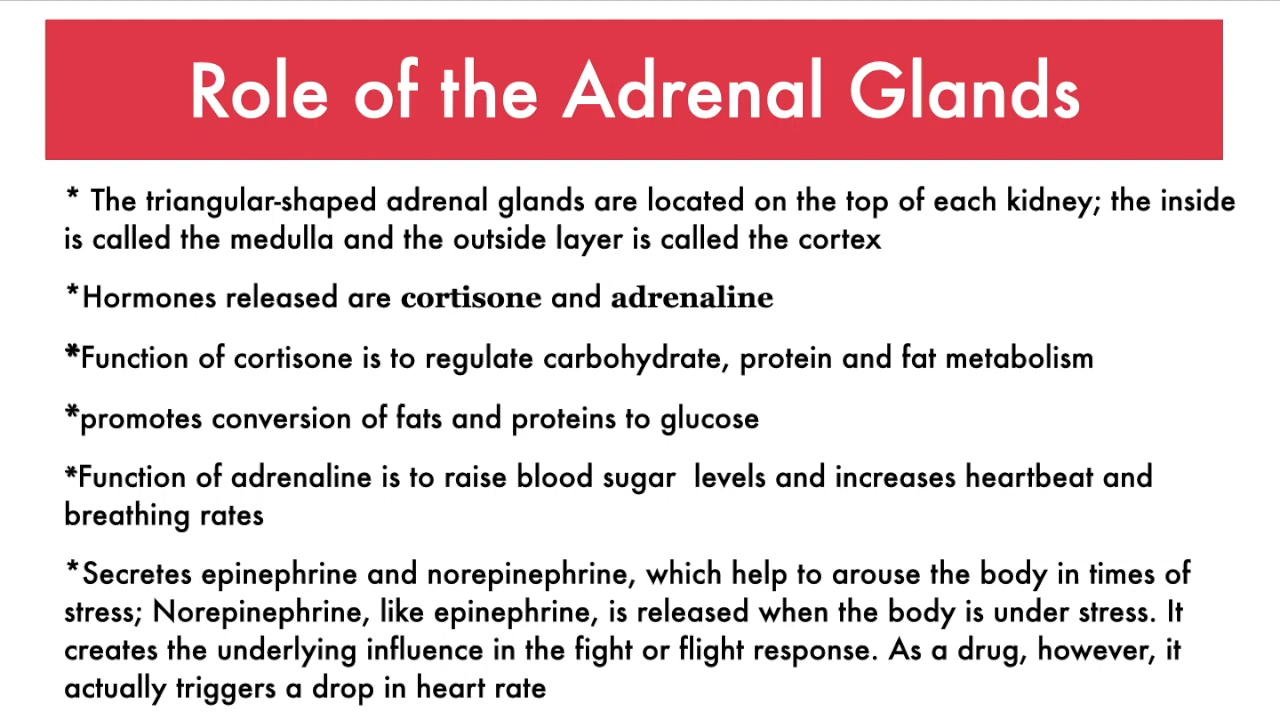 Role of the Adrenal Glands
* The triangular-shaped adrenal glands are located on the top of each kidney; the inside
is called the medulla and the outside layer is called the cortex
*Hormones released are cortisone and adrenaline
*Function of cortisone is to regulate carbohydrate, protein and fat metabolism
*promotes conversion of fats and proteins to glucose
*Function of adrenaline is to raise blood sugar  levels and increases heartbeat and
breathing rates
*Secretes epinephrine and norepinephrine, which help to arouse the body in times of
stress; Norepinephrine, like epinephrine, is released when the body is under stress. It
creates the underlying influence in the fight or flight response. As a drug, however, it
actually triggers a drop in heart rate